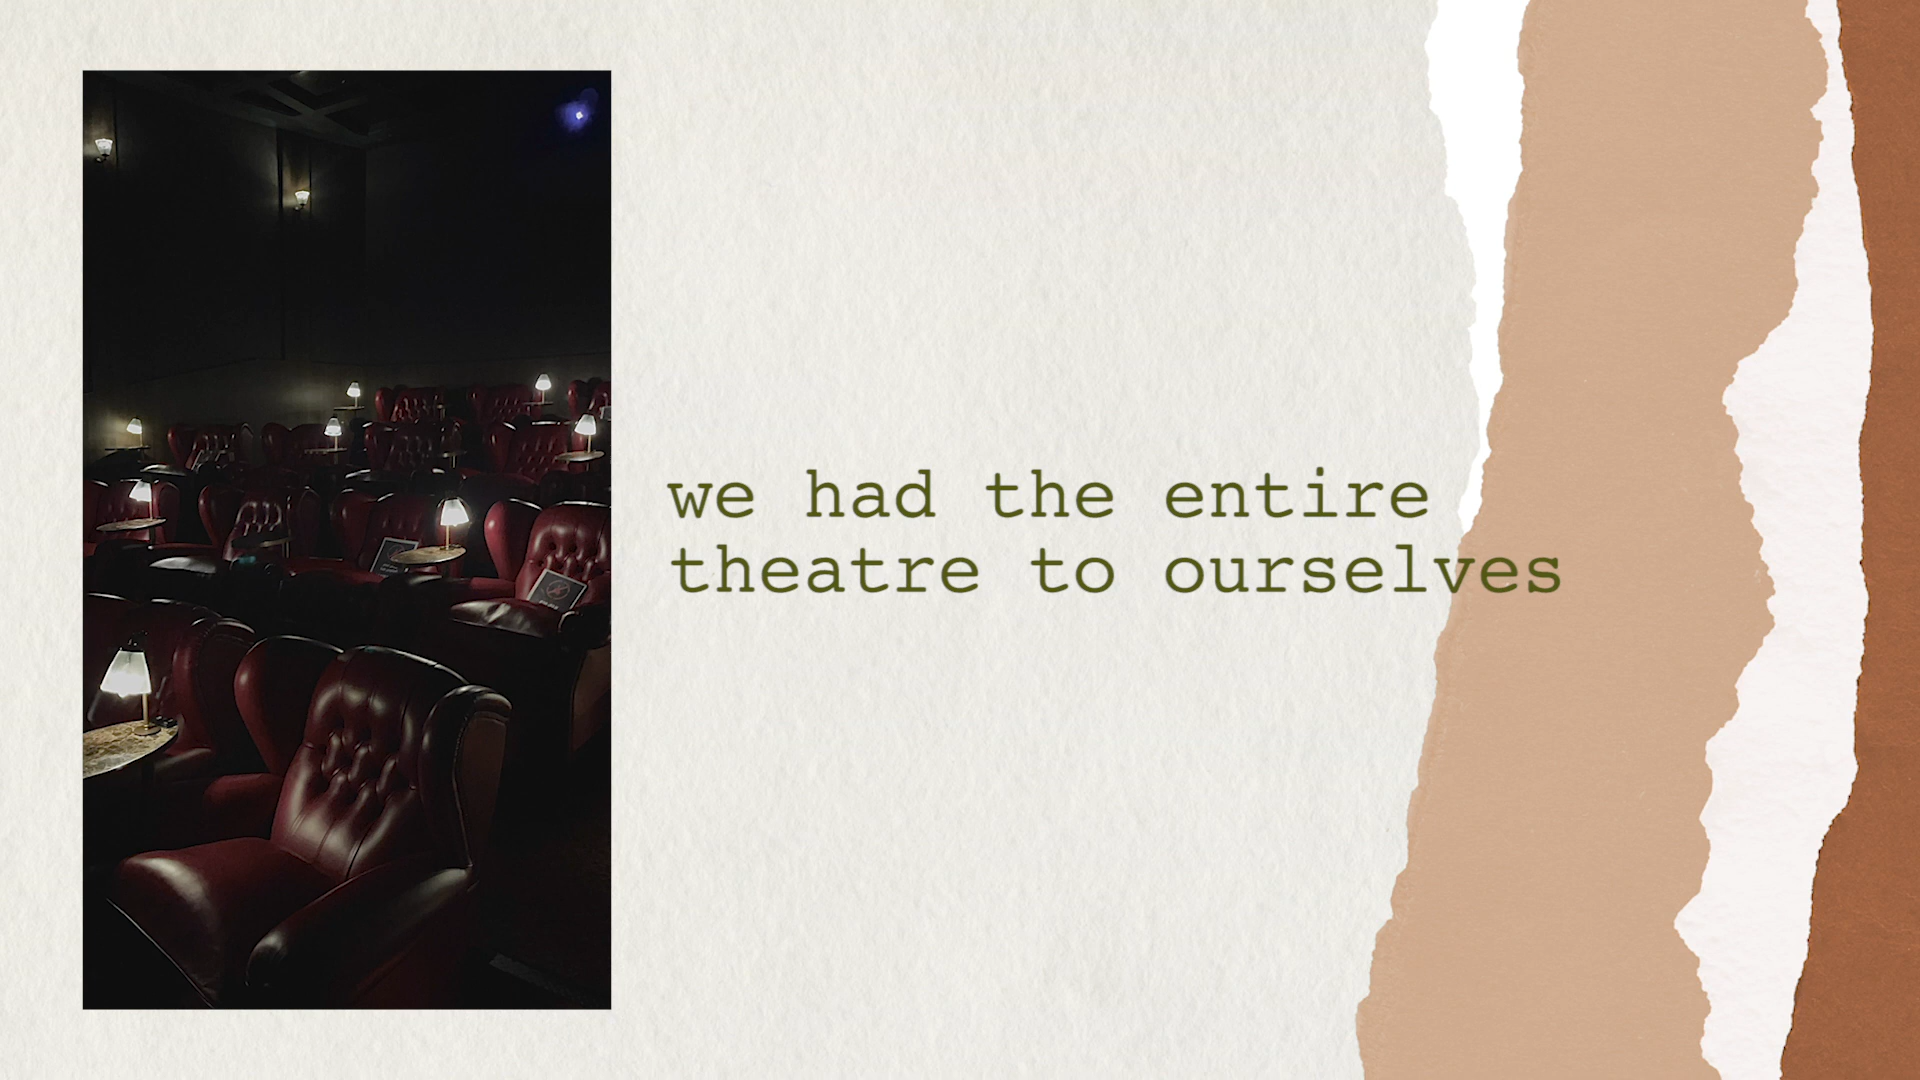 we had the entire
theatre to ourselves